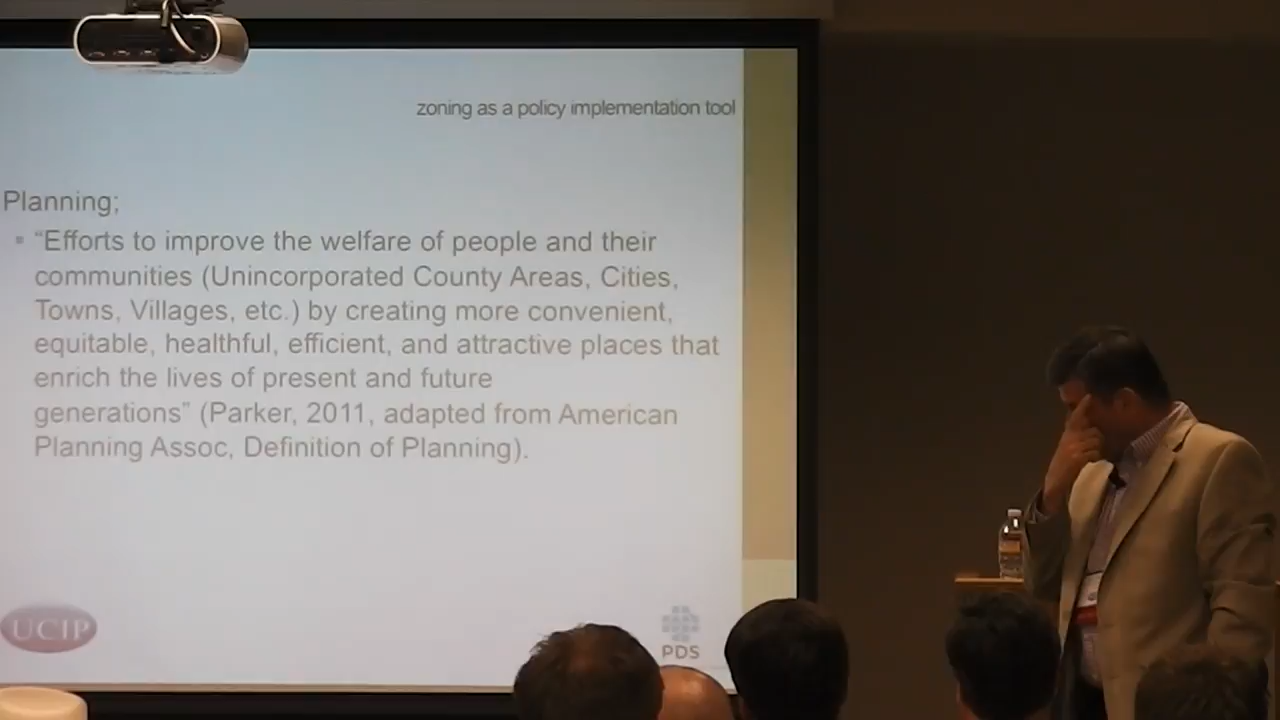 zoning as a policy implementation tool
Planning;
“Efforts to improve the welfare of people and their
communities (Unincorporated County Areas, Cities,
Towns, Villages, etc.) by creating more convenient,
equitable, healthful, efficient, and attractive places that
enrich the lives of present and future
generations” (Parker, 2011, adapted from American
Planning Assoc, Definition of Planning).
UCIP
PDS